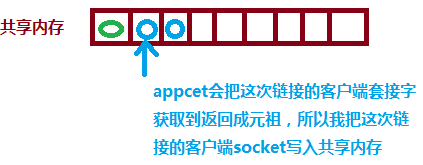 共享内存
appcet会把这次链接的客户端套接字
获取到返回成元祖，所以我把这次链
接的客户端socket写入共享内存